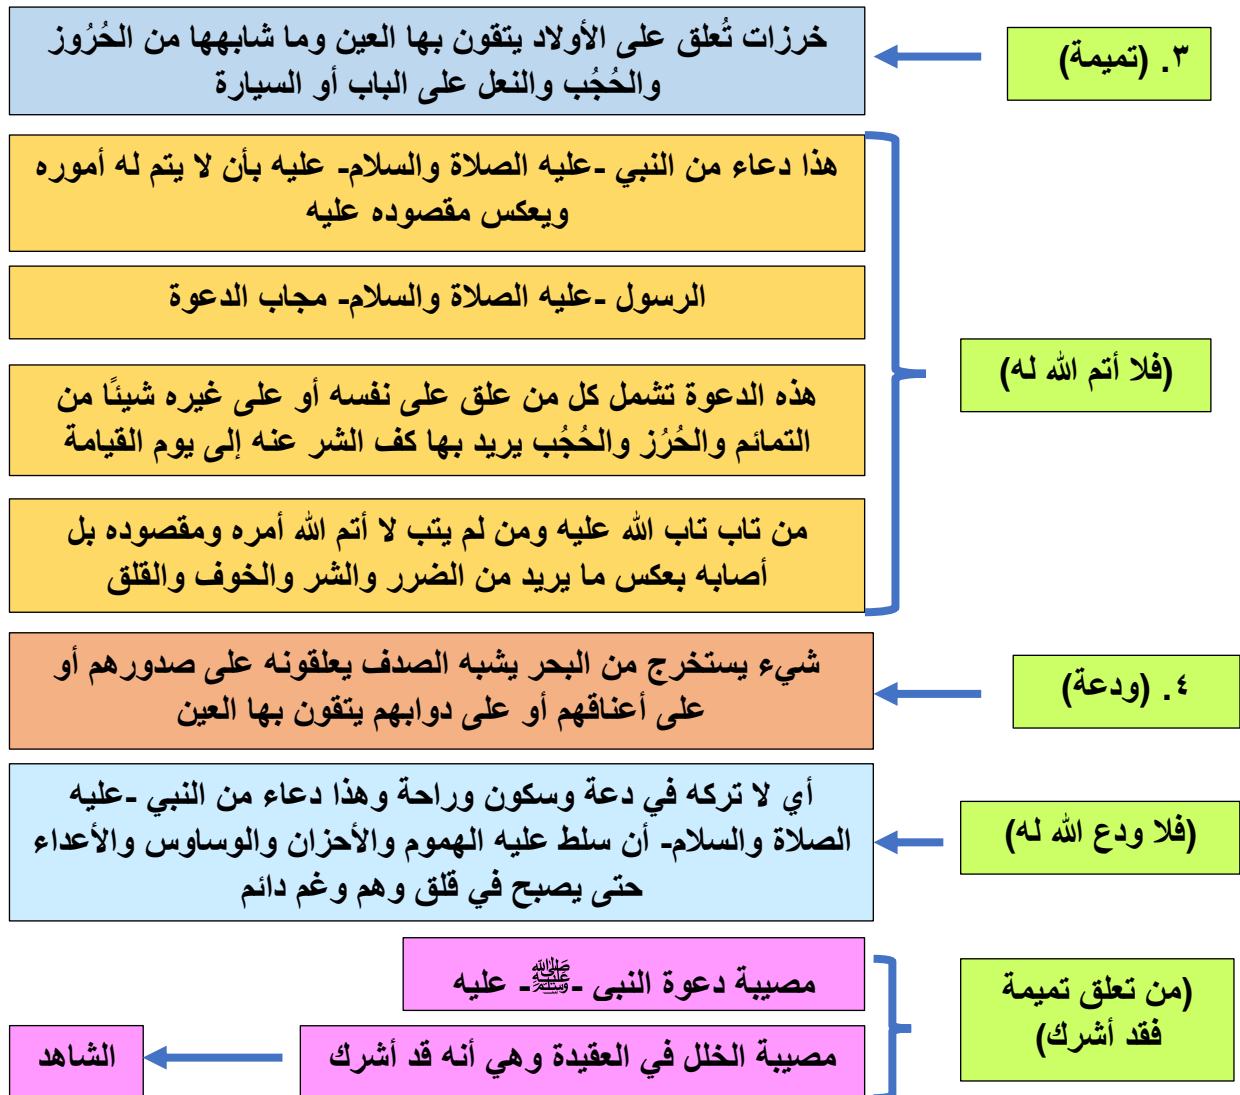 ٣. (تميمة)
خرزات تُعلق على الأولاد يتقون بها العين وما شابهها من الحُرُوز
والحُجُب والنعل على الباب أو السيارة
(فلا أتم الله له)
هذا دعاء من النبي -عليه الصلاة والسلام- عليه بأن لا يتم له أموره
ويعكس مقصوده عليه
الرسول -عليه الصلاة والسلام- مجاب الدعوة
هذه الدعوة تشمل كل من علق على نفسه أو على غيره شيئًا من
التمائم والحُرُز والحُجُب يريد بها كف الشر عنه إلى يوم القيامة
من تاب تاب الله عليه ومن لم يتب لا أتم الله أمره ومقصوده بل
أصابه بعكس ما يريد من الضرر والشر والخوف والقلق
٤. (ودعة)
شيء يستخرج من البحر يشبه الصدف يعلقونه على صدورهم أو
على أعناقهم أو على دوابهم يتقون بها العين
(فلا ودع الله له)
أي لا تركه في دعة وسكون وراحة وهذا دعاء من النبي -عليه
الصلاة والسلام- أن سلط عليه الهموم والأحزان والوساوس والأعداء
حتى يصبح في قلق وهم وغم دائم
(من تعلق تميمة
فقد أشرك)
مصيبة دعوة النبي -ﷺ- عليه
مصيبة الخلل في العقيدة وهي أنه قد أشرك
الشاهد